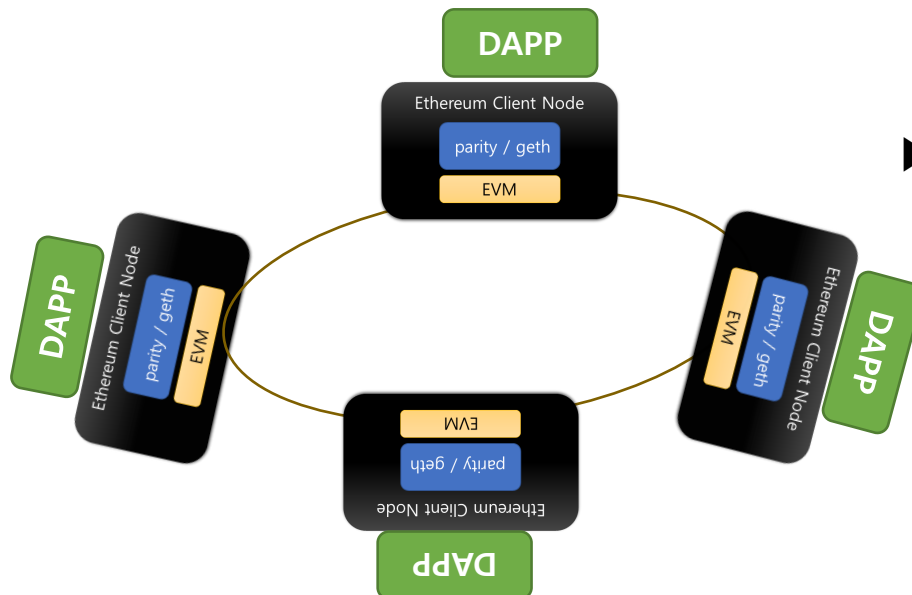 DAPP
Ethereum Client Node
parity / geth
EVM
DAPP
Ethereum Client Node
parity / geth
EVM
EVM
parity / geth
Ethereum Client Node
DAPP
EVM
parity / geth
Ethereum Client Node
DAPP